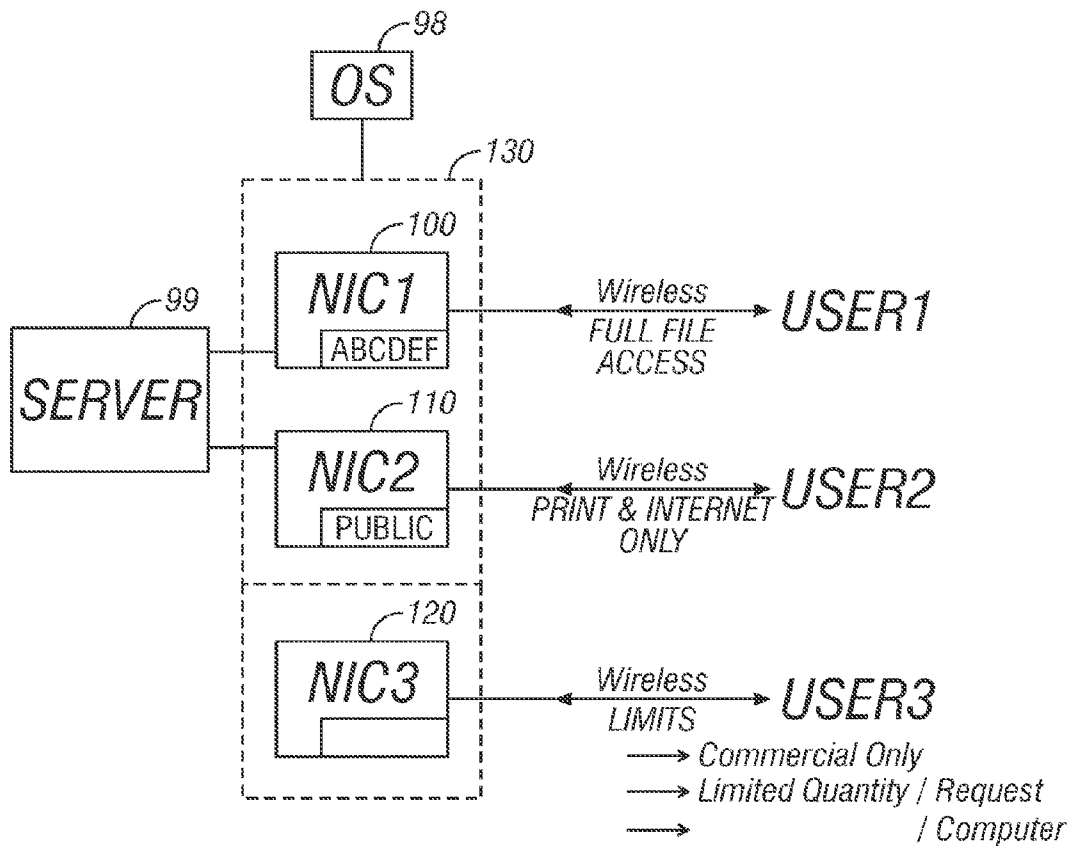 98
OS
130
100
NIC1
ABCDEF
Wireless
FULL FILE
ACCESS
USER1
99
SERVER
110
NIC2
PUBLIC
Wireless
PRINT & INTERNET
ONLY
USER2
120
NIC3
Wireless
LIMITS
USER3
Commercial Only
Limited Quantity / Request
/ Computer